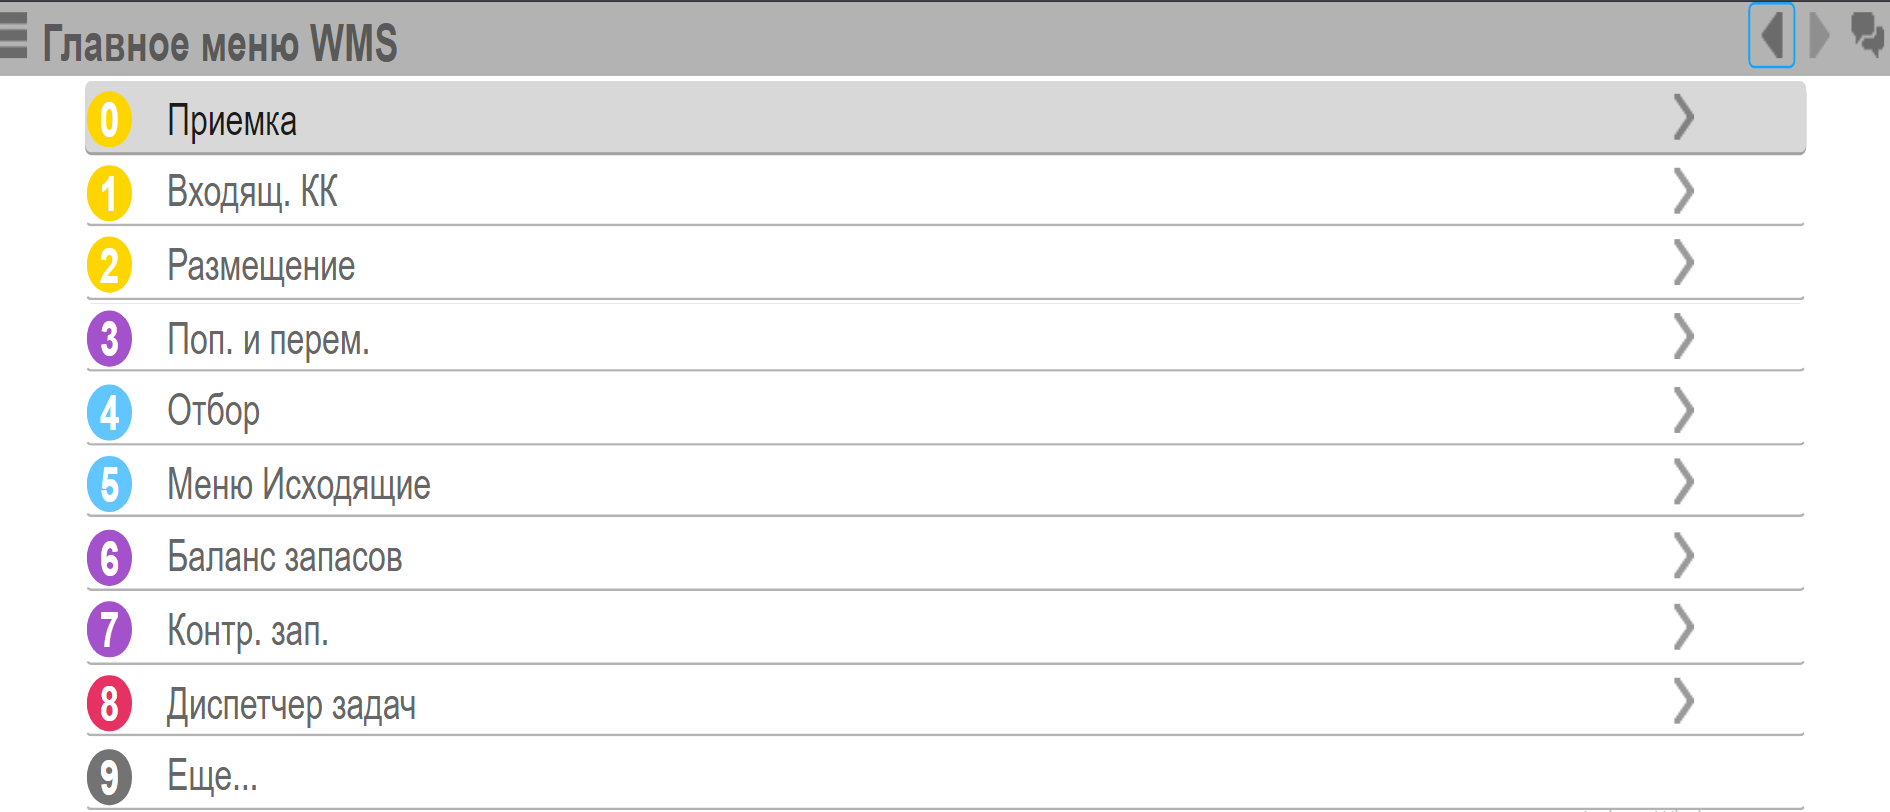 Главное меню WMS
0 Приемка
1 Входящ. КК
2 Размещение
3 Поп. и перем.
4 Отбор
5 Меню Исходящие
6 Баланс запасов
7 Контр. зап.
8 Диспетчер задач
9 Еще...